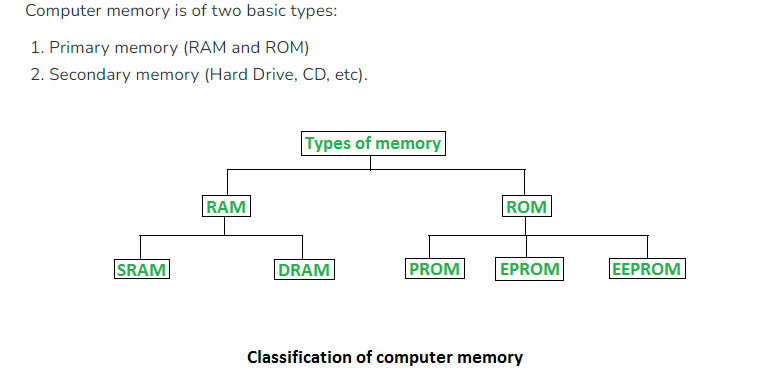 Computer memory is of two basic types:
1. Primary memory (RAM and ROM)
2. Secondary memory (Hard Drive, CD, etc).
Types of memory
RAM
ROM
SRAM
DRAM
PROM
EPROM
EEPROM
Classification of computer memory